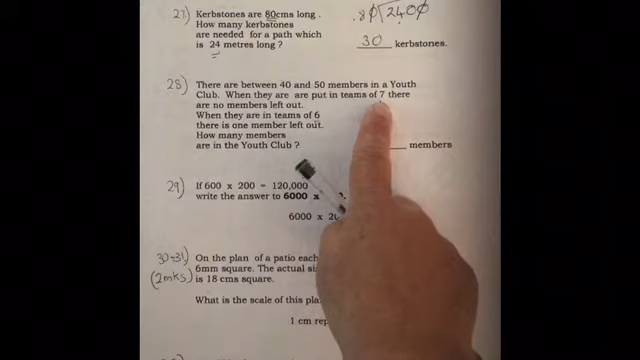 27) Kerbstones are 80cms long.
How many kerbstones
are needed for a path which
is 24 metres long ?
.80 2400
30 kerbstones.
28) There are between 40 and 50 members in a Youth
Club. When they are are put in teams of 7 there
are no members left out.
When they are in teams of 6
there is one member left out.
How many members
are in the Youth Club ?
members
29) If 600 x 200 = 120,000
write the answer to 6000 x
6000 x
30-31) On the plan of a patio each
(2mks) 6mm square. The actual
is 18 cms square.
What is the scale of this
1 cm